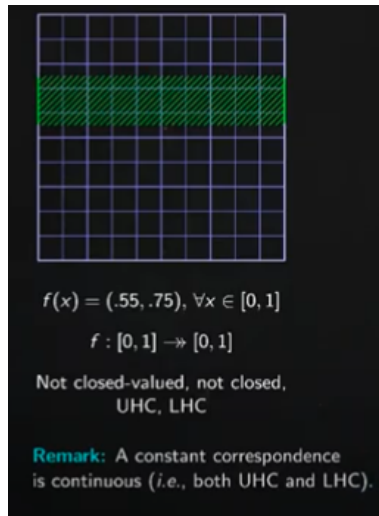 f(x) = (.55, .75), ∀x ∈ [0, 1]
f : [0, 1] ↠ [0, 1]
Not closed-valued, not closed,
UHC, LHC
Remark: A constant correspondence
is continuous (i.e., both UHC and LHC).